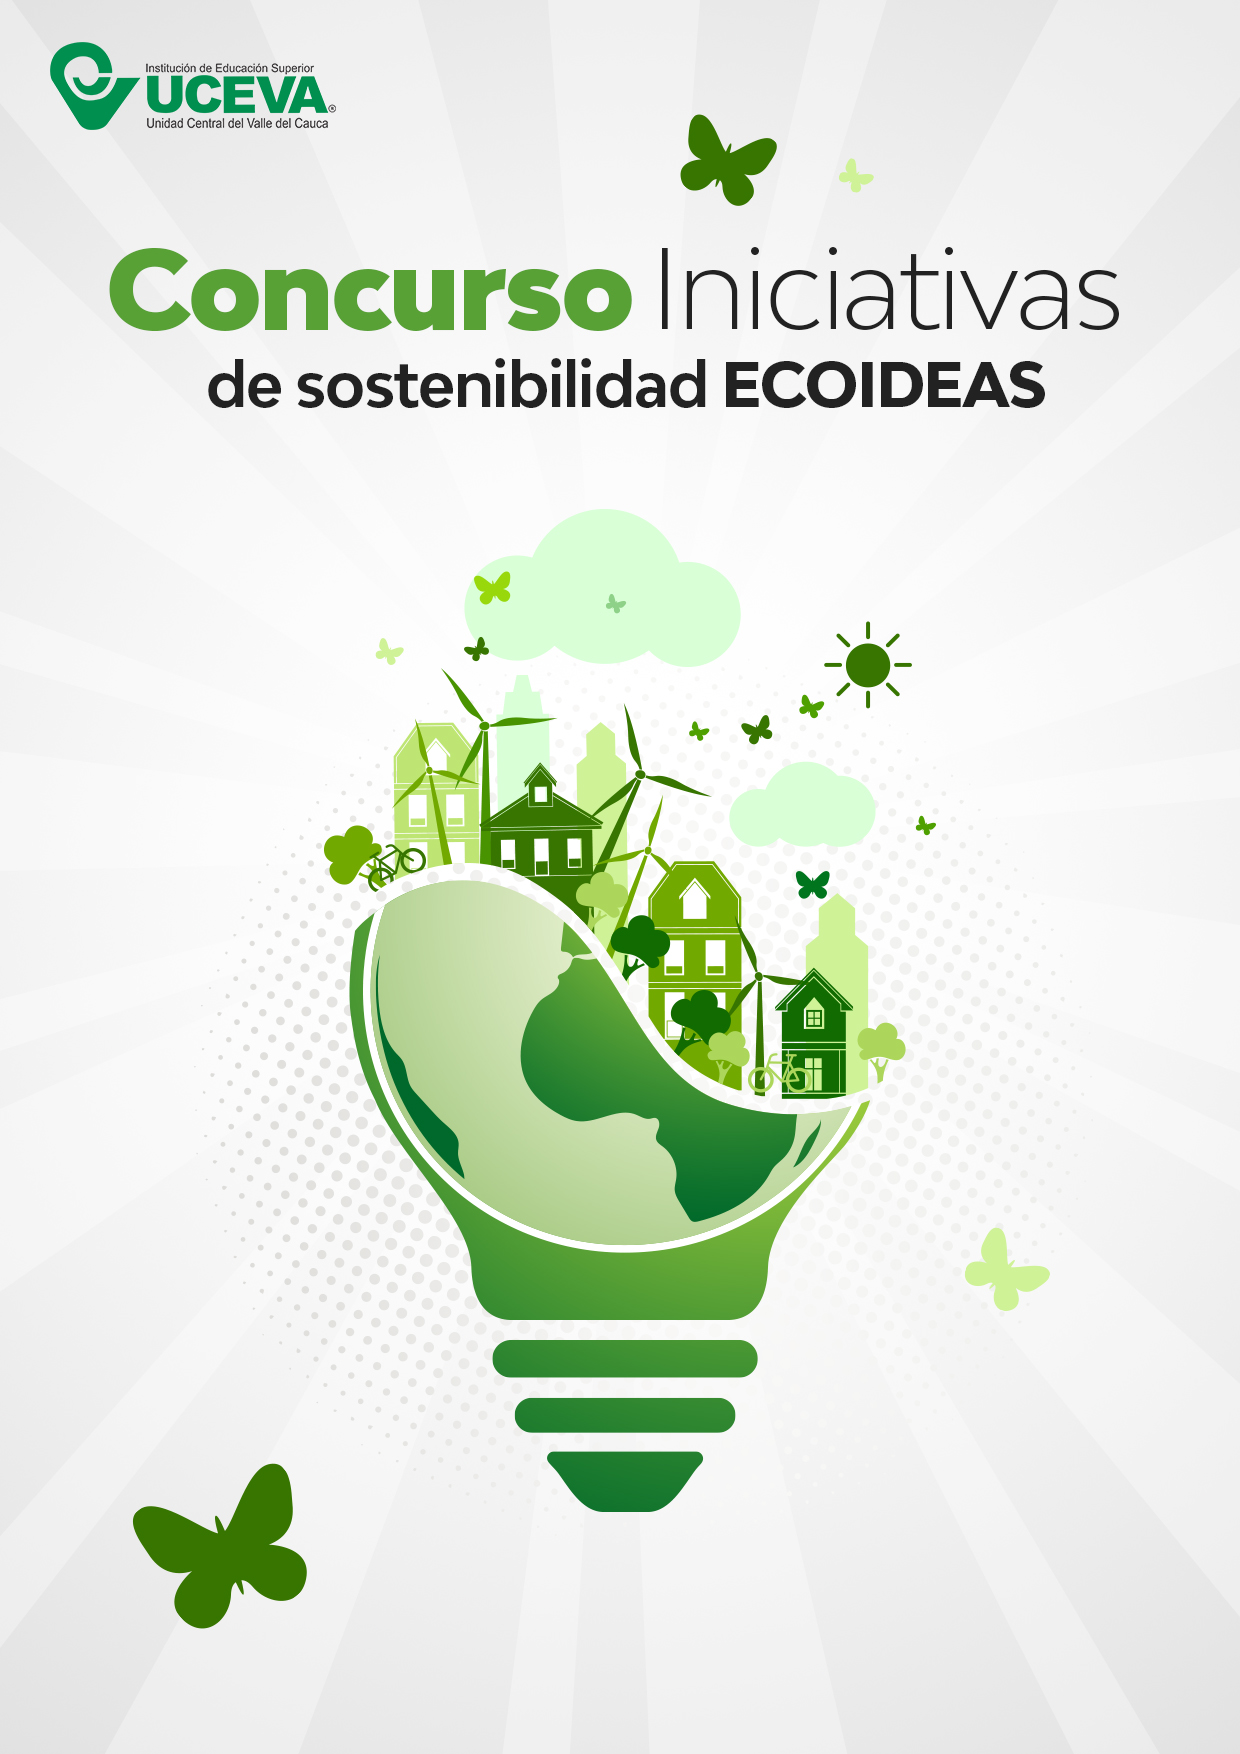 Institución de Educación Superior
UCEVA®
Unidad Central del Valle del Cauca
Concurso Iniciativas
de sostenibilidad ECOIDEAS